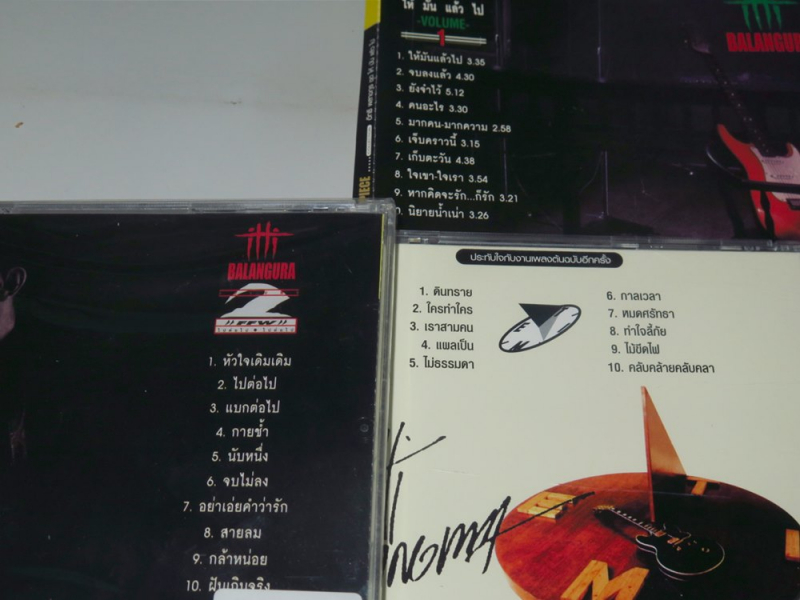 ให้ มัน แล้ว ไป
-VOLUME-
1
1. ให้มันแล้วไป 3.35
2. จบลงแล้ว 4.30
3. ยังจำไว้ 5.12
4. คนอะไร 3.30
5. มากคน-มากความ 2.58
6. เจ็บคราวนี้ 3.15
7. เก็บตะวัน 4.38
8. ใจเขา-ใจเรา 3.54
9. หากคิดจะรัก...ก็รัก 3.21
0. นิยายน้ำเน่า 3.26
BALANGURA
PIECE
BALANGURA
2
1. หัวใจเดิมเดิม
2. ไปต่อไป
3. แบกต่อไป
4. กายช้ำ
5. นับหนึ่ง
6. จบไม่ลง
7. อย่าเอ่ยคำว่ารัก
8. สายลม
9. กล้าหน่อย
10. ฝันเกินจริง
ประทับใจกับงานเพลงต้นฉบับอีกครั้ง
1. ดินทราย
2. ใครทำใคร
3. เราสามคน
4. แผลเป็น
5. ไม่ธรรมดา
6. กาลเวลา
7. หมดศรัทธา
8. ทำใจลี้ภัย
9. ไม้ขีดไฟ
10. คลับคล้ายคลับคลา
T
I
M
E